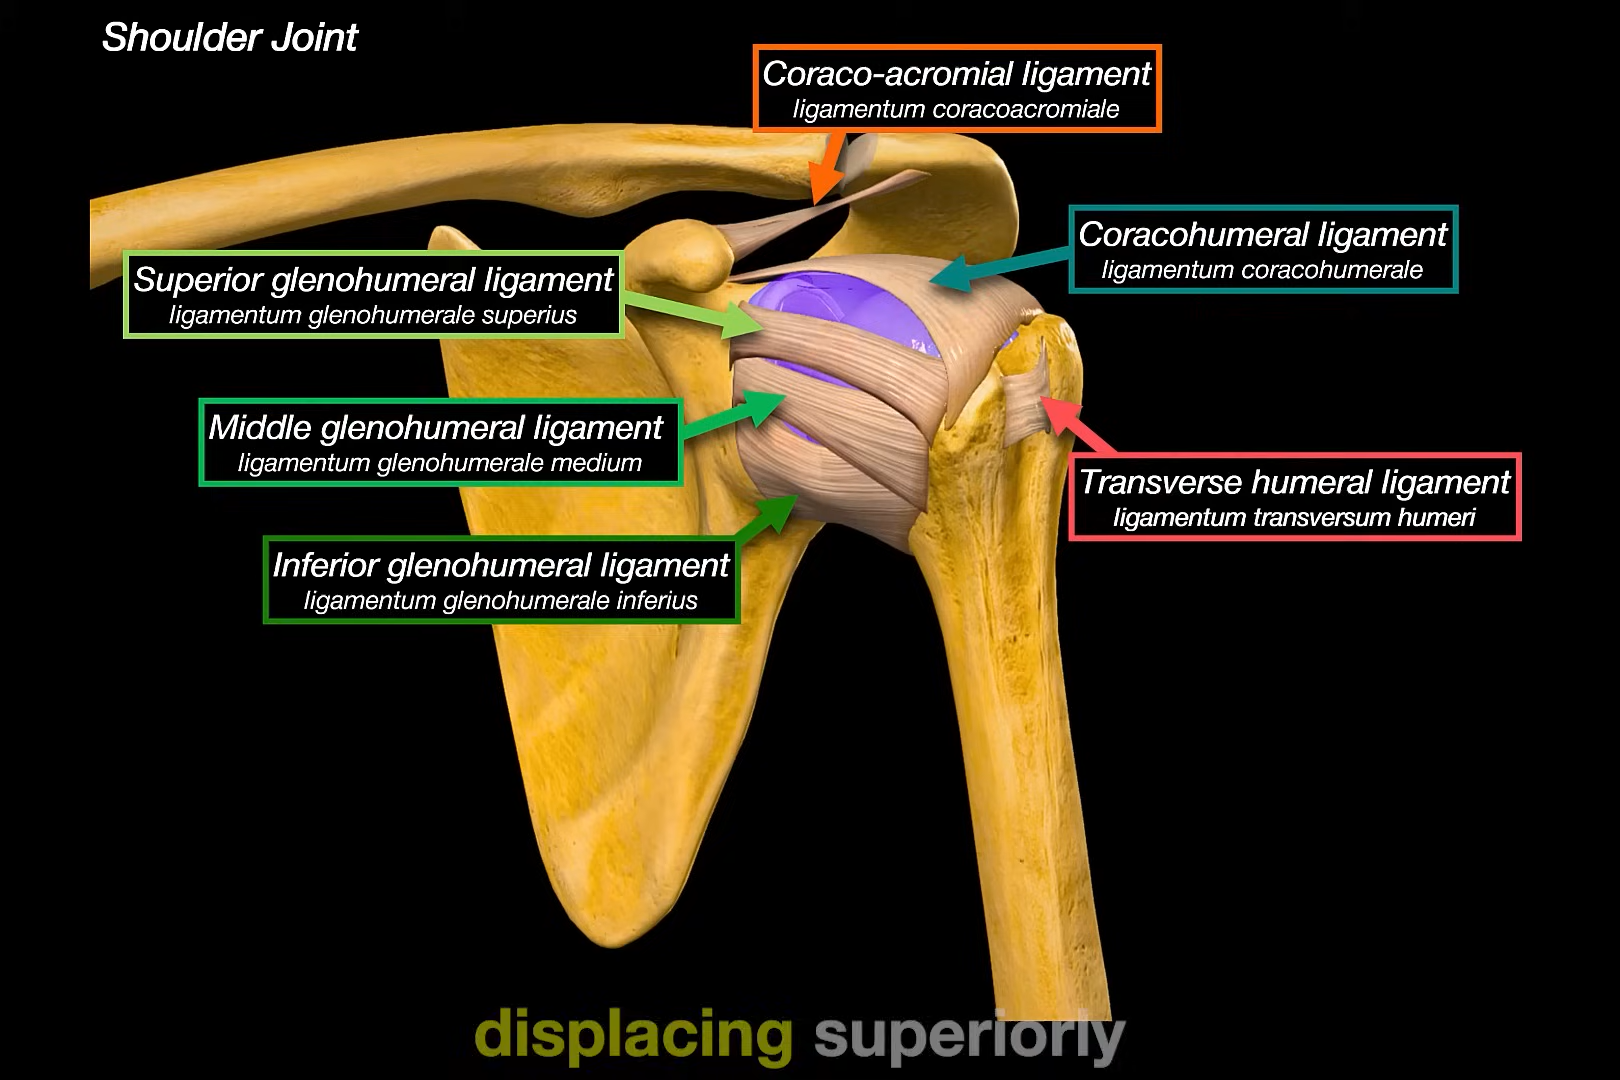 Shoulder Joint
Coraco-acromial ligament
ligamentum coracoacromiale
Coracohumeral ligament
ligamentum coracohumerale
Superior glenohumeral ligament
ligamentum glenohumerale superius
Middle glenohumeral ligament
ligamentum glenohumerale medium
Transverse humeral ligament
ligamentum transversum humeri
Inferior glenohumeral ligament
ligamentum glenohumerale inferius
displacing superiorly